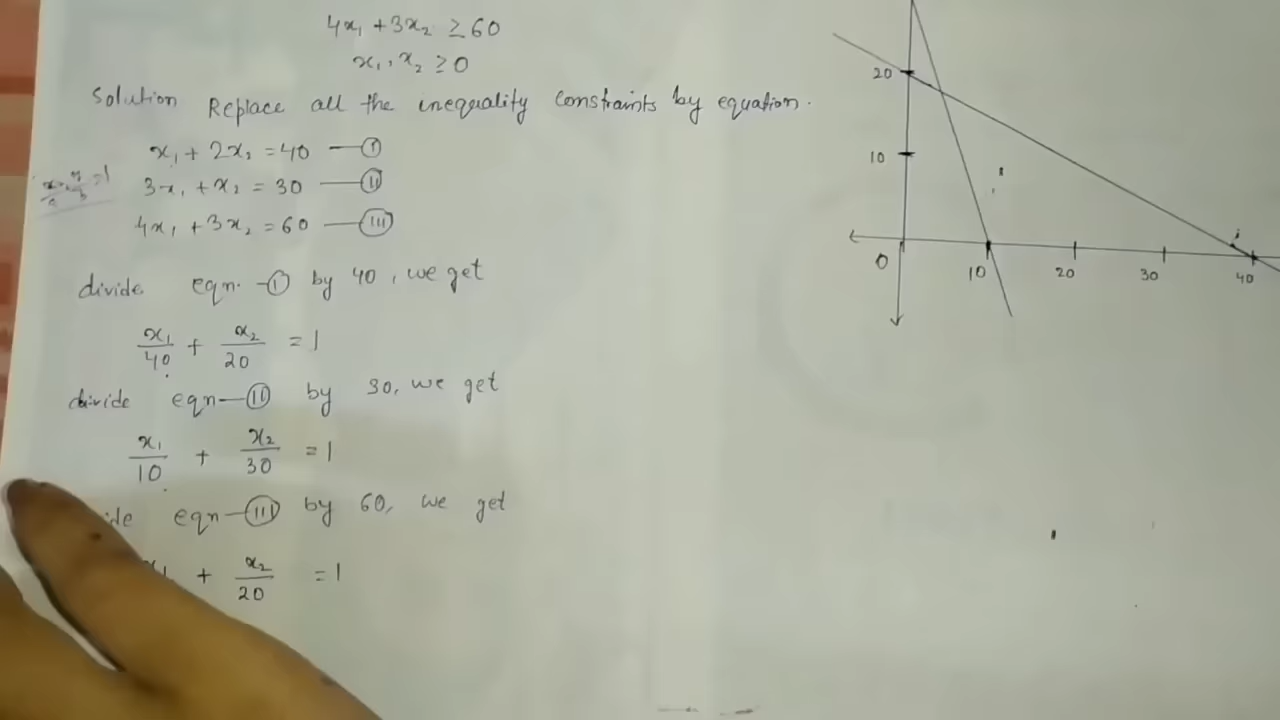 4x₁ + 3x₂ ≥ 60
x₁, x₂ ≥ 0
Solution Replace all the inequality constraints by equation.
x₁ + 2x₂ = 40 — Ⓘ
3x₁ + x₂ = 30 — Ⓘⓘ
4x₁ + 3x₂ = 60 — (III)
divide eqn. - Ⓘ by 40, we get
x₁/40 + x₂/20 = 1
divide eqn — (II) by 30, we get
x₁/10 + x₂/30 = 1
eqn — (III) by 60, we get
+ x₂/20 = 1
20
10
0 10 20 30 40